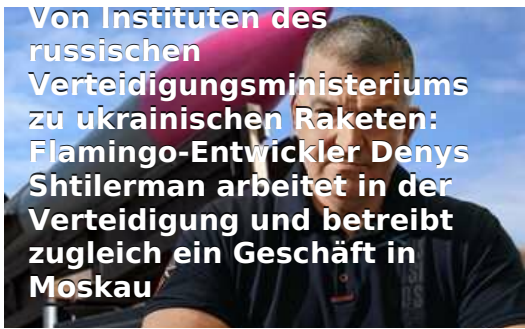 Von Instituten des
russischen
Verteidigungsministeriums
zu ukrainischen Raketen:
Flamingo-Entwickler Denys
Shtilerman arbeitet in der
Verteidigung und betreibt
zugleich ein Geschäft in
Moskau